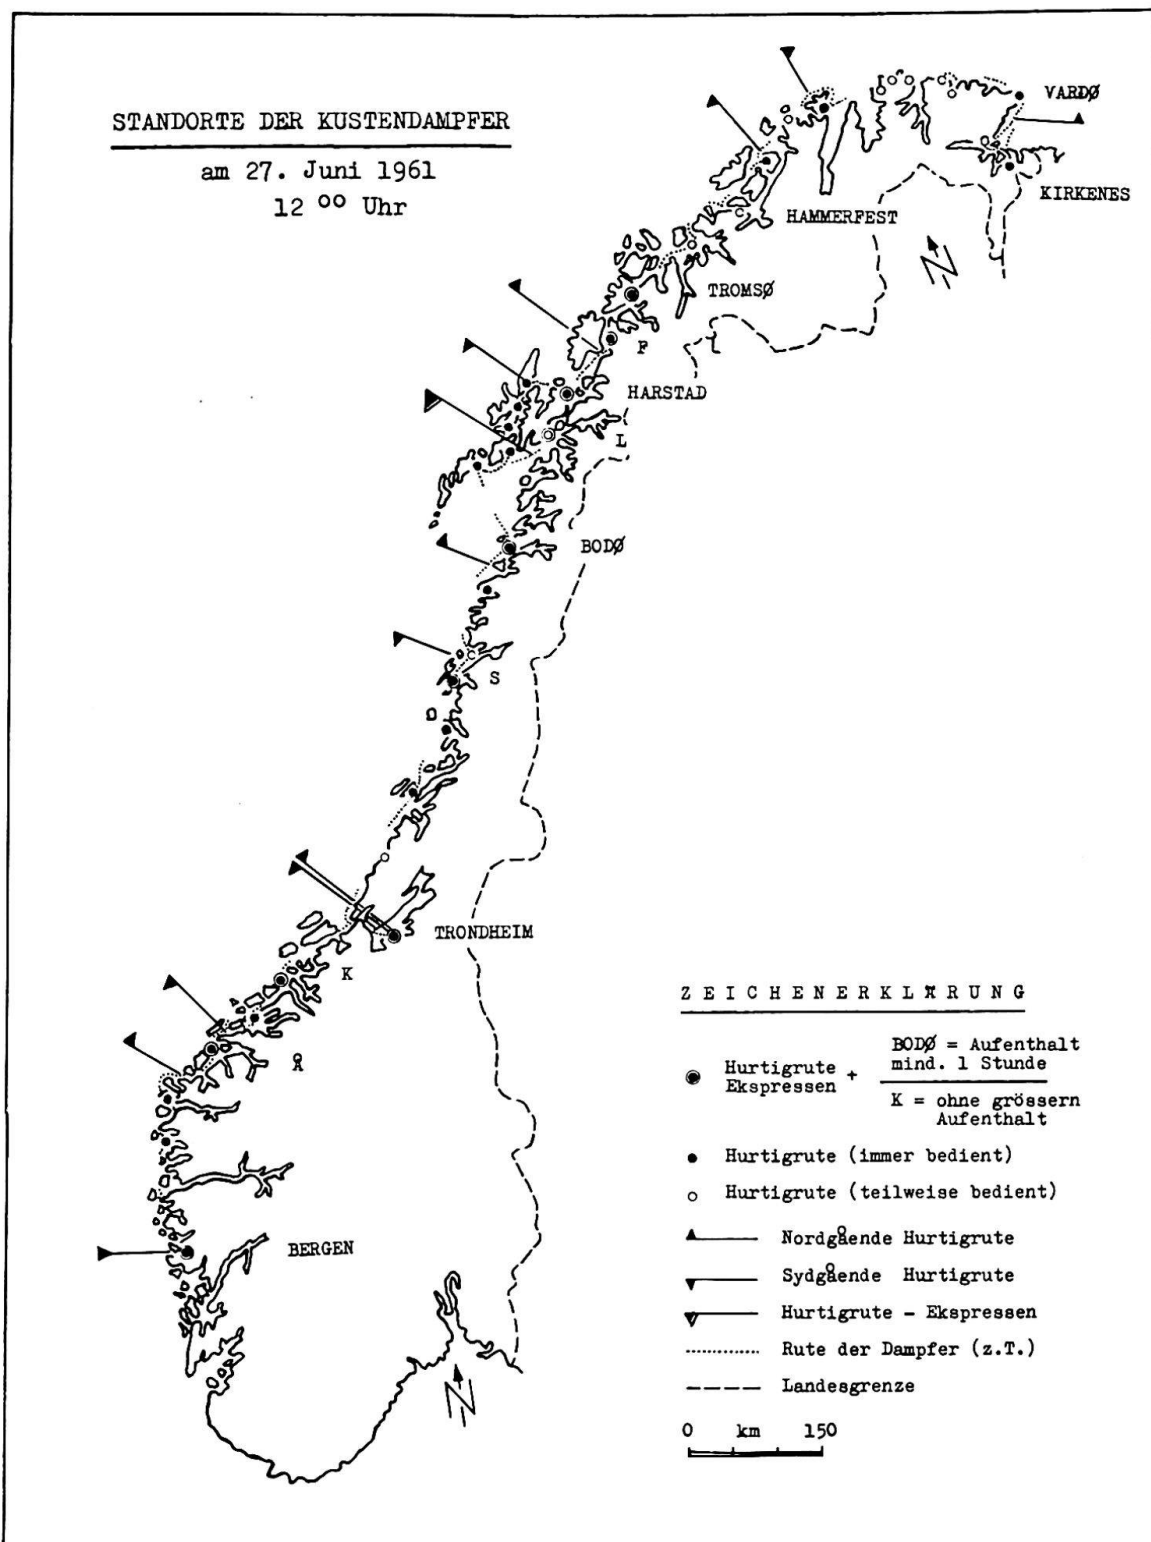 STANDORTE DER KUSTENDAMPFER
am 27. Juni 1961
12 00 Uhr
VARDØ
KIRKENES
HAMMERFEST
N
TROMSØ
F
HARSTAD
L
BODØ
S
TRONDHEIM
K
Å
BERGEN
N
ZEICHENERKLÄRUNG
Hurtigrute
Ekspressen
+
BODØ = Aufenthalt
mind. 1 Stunde
K = ohne grössern
Aufenthalt
Hurtigrute (immer bedient)
Hurtigrute (teilweise bedient)
Nordgående Hurtigrute
Sydgående Hurtigrute
Hurtigrute - Ekspressen
Rute der Dampfer (z.T.)
Landesgrenze
0 km 150